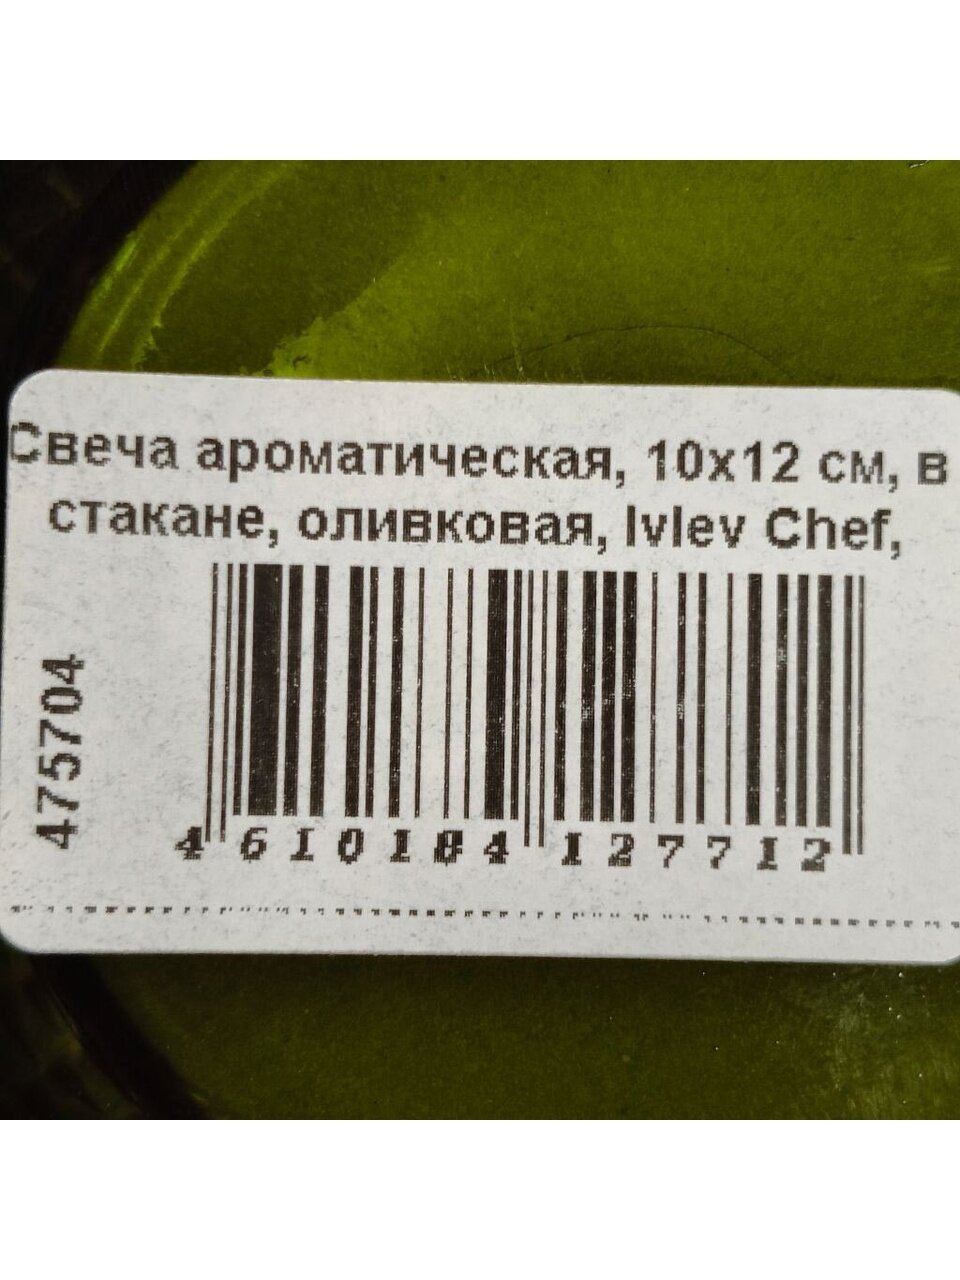 Свеча ароматическая, 10х12 см, в
стакане, оливковая, Ivlev Chef,
475704
4 610184 127712